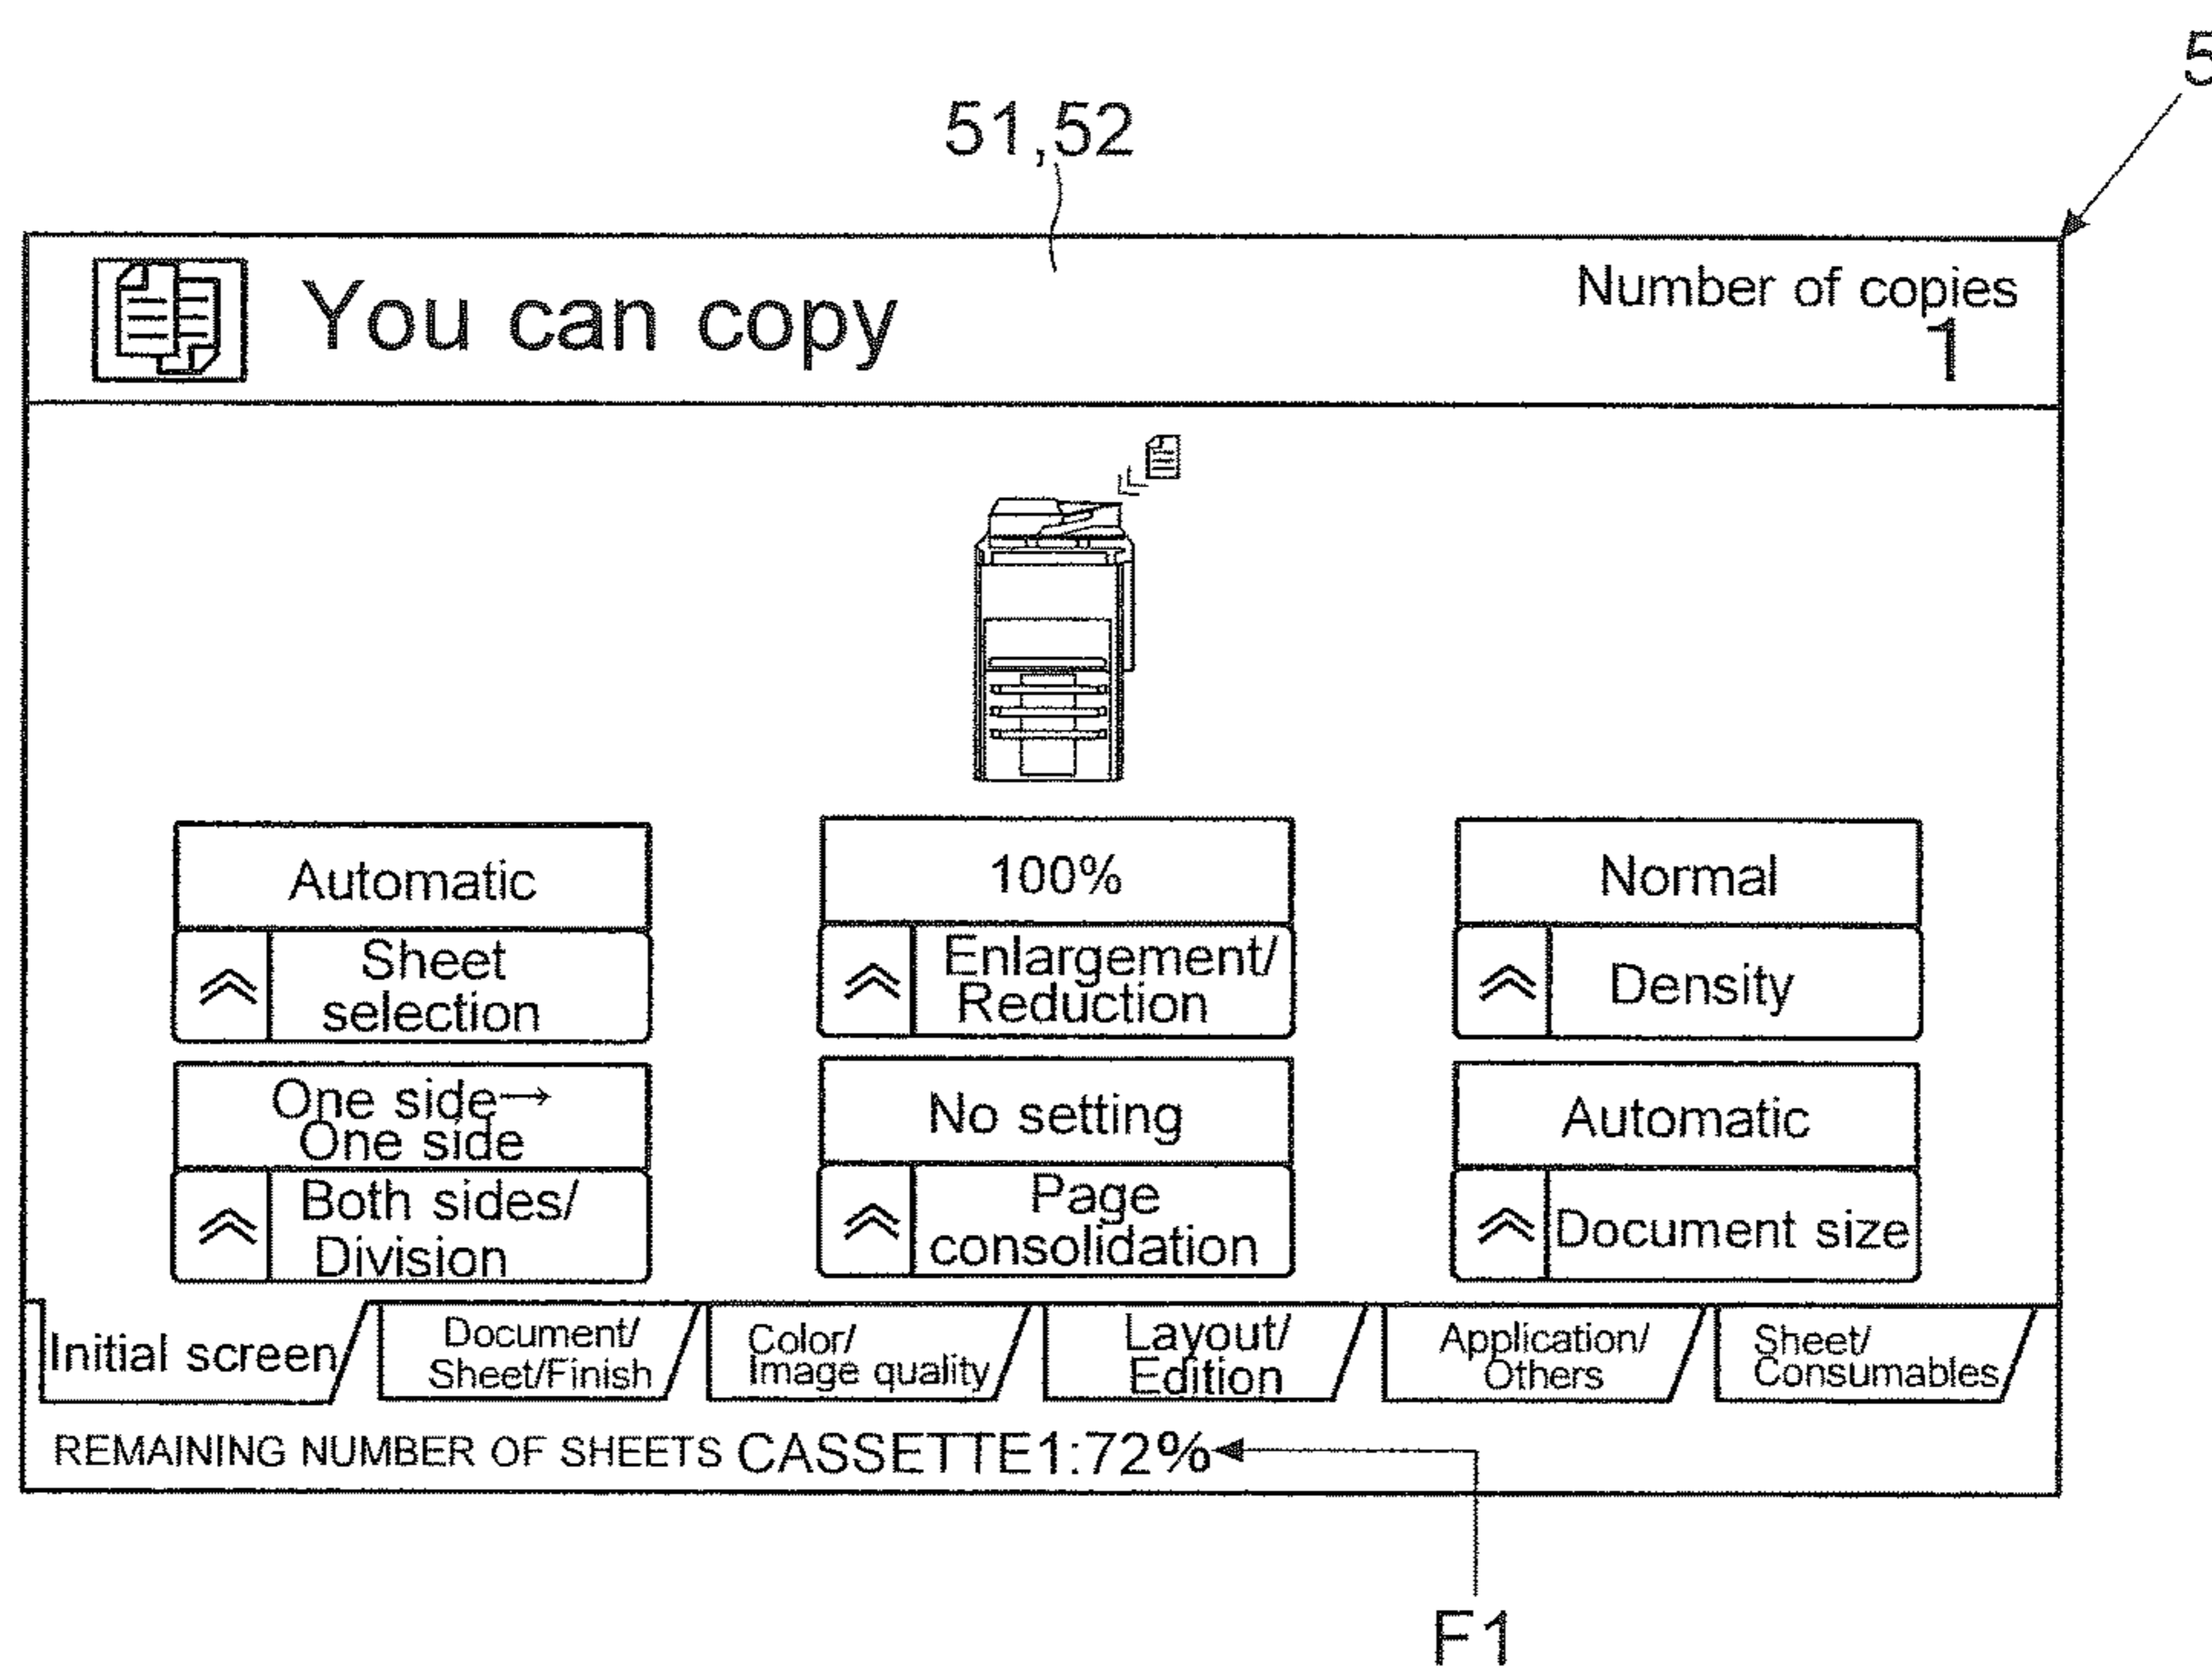 5
51,52
You can copy
Number of copies
1
Automatic
Sheet
selection
100%
Enlargement/
Reduction
Normal
Density
One side→
One side
Both sides/
Division
No setting
Page
consolidation
Automatic
Document size
Initial screen
Document/
Sheet/Finish
Color/
Image quality
Layout/
Edition
Application/
Others
Sheet/
Consumables
REMAINING NUMBER OF SHEETS CASSETTE1:72%
F1